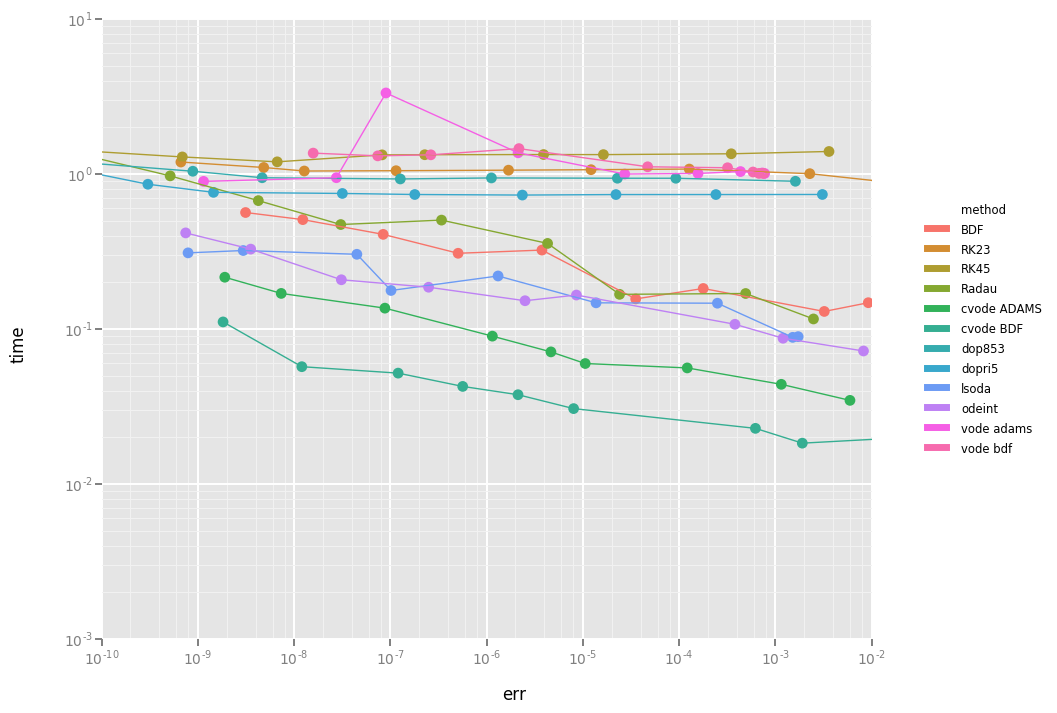 10^1
10^0
10^-1
10^-2
10^-3
time
10^-10 10^-9 10^-8 10^-7 10^-6 10^-5 10^-4 10^-3 10^-2
err
method
BDF
RK23
RK45
Radau
cvode ADAMS
cvode BDF
dop853
dopri5
lsoda
odeint
vode adams
vode bdf